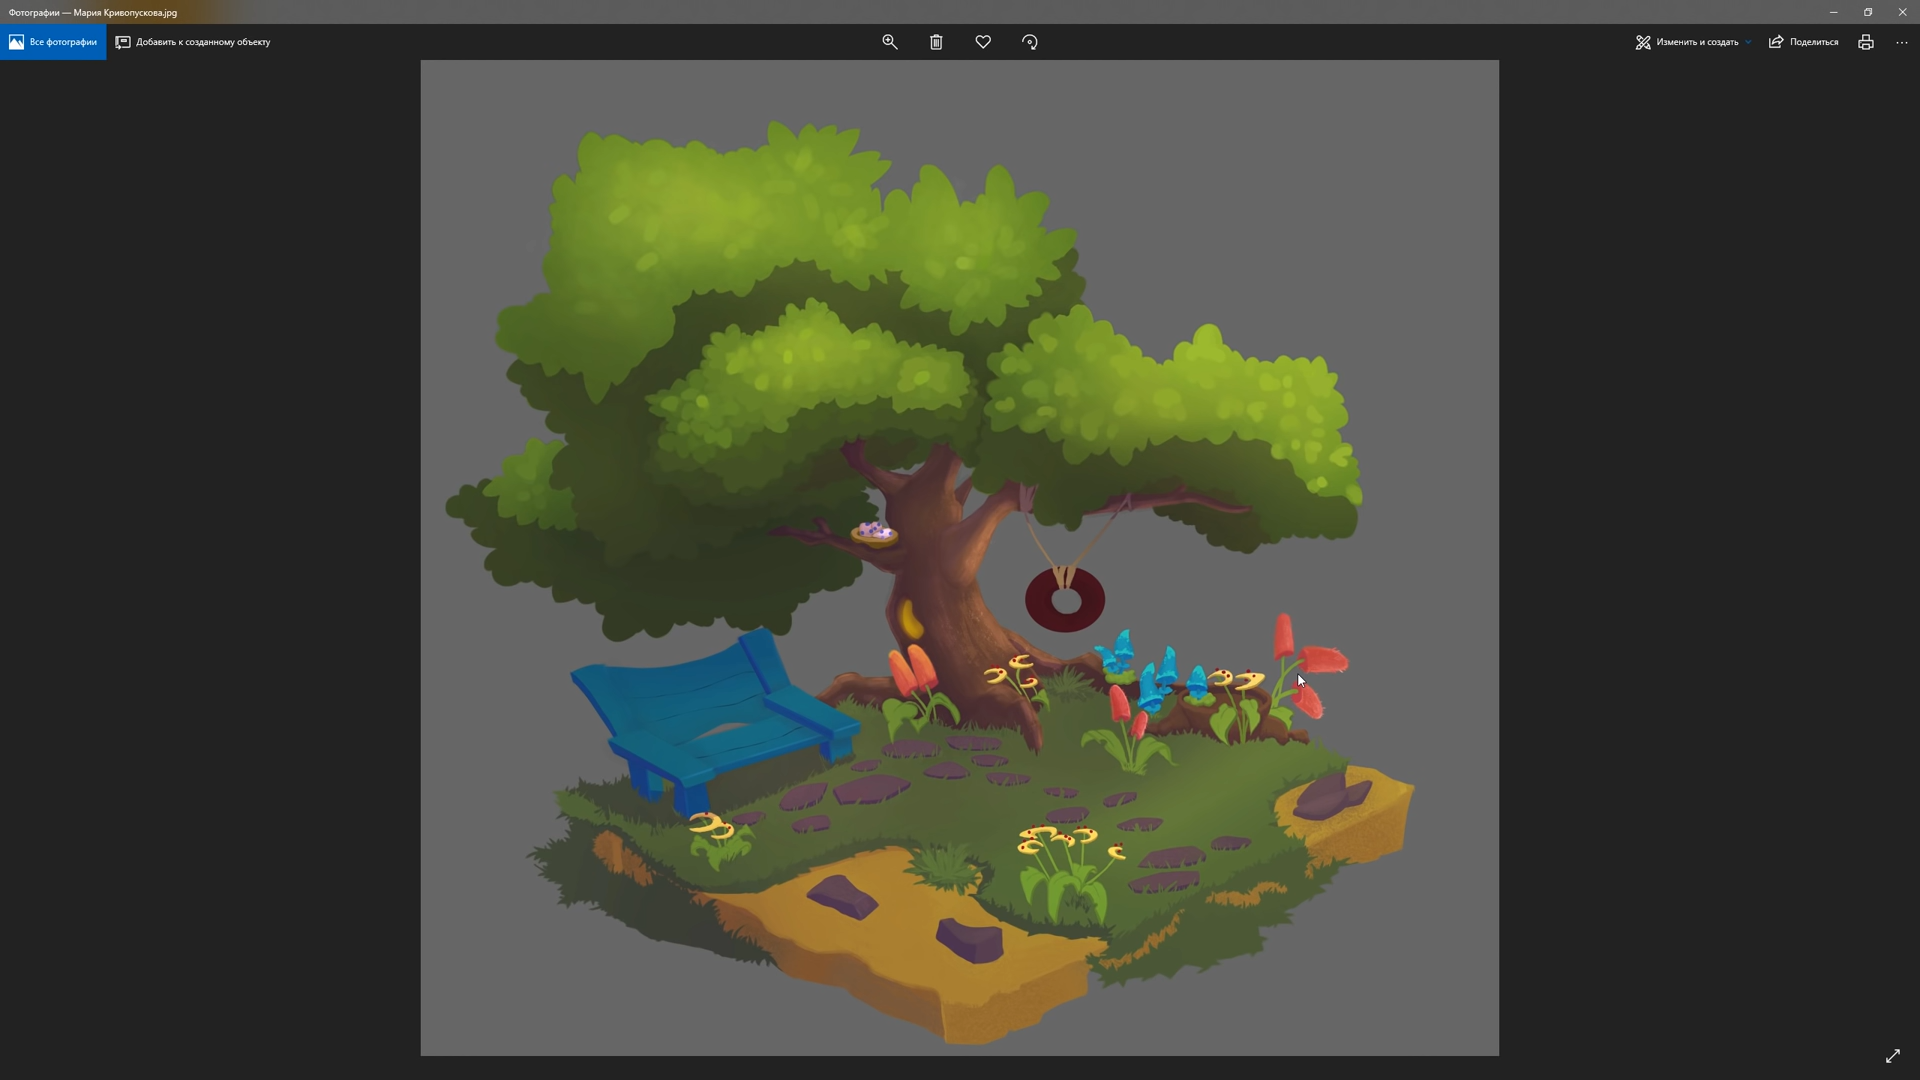 Фотографии — Мария Кривопускова.jpg
Все фотографии
Добавить к созданному объекту
Изменить и создать
Поделиться